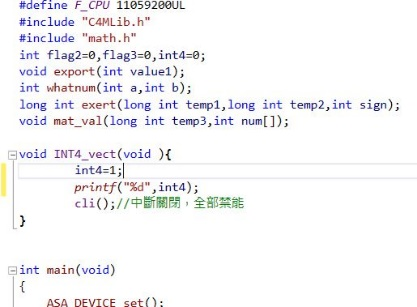 #define F_CPU 11059200UL
#include "C4MLib.h"
#include "math.h"
int flag2=0,flag3=0,int4=0;
void export(int value1);
int whatnum(int a,int b);
long int exert(long int temp1,long int temp2,int sign);
void mat_val(long int temp3,int num[]);
void INT4_vect(void ){
int4=1;
printf("%d",int4);
cli();//中斷關閉，全部禁能
}
int main(void)
{
ASA_DEVICE_set();